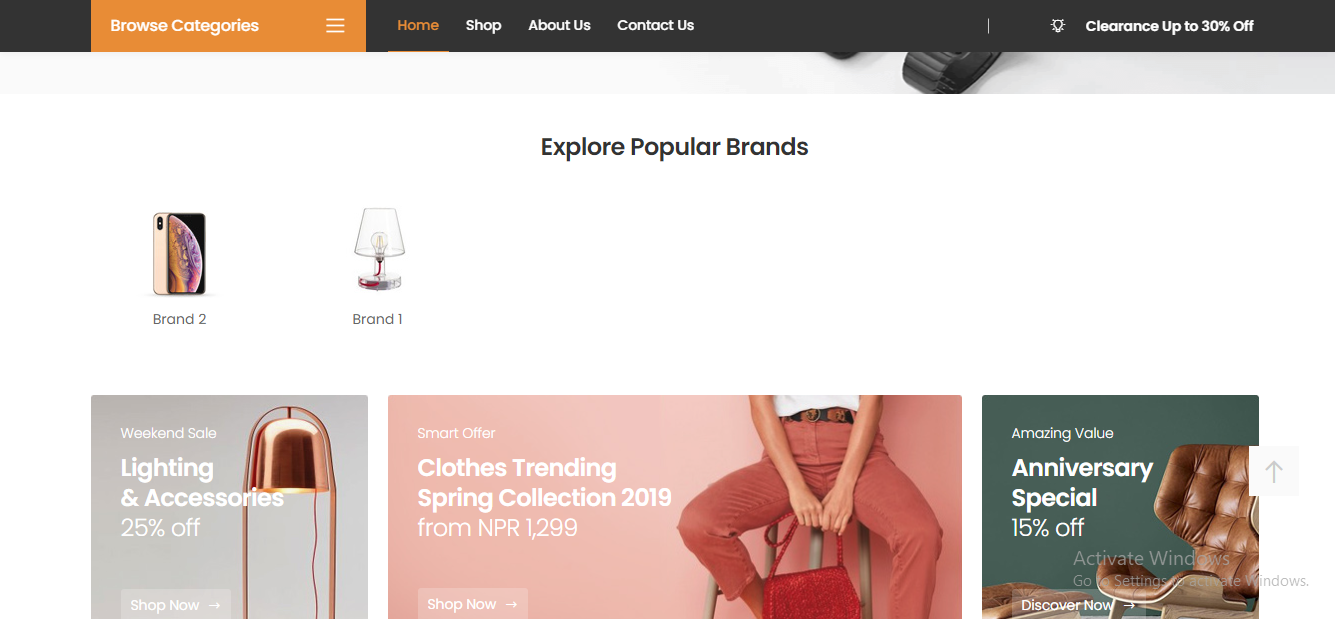 Browse Categories
Home
Shop
About Us
Contact Us
Clearance Up to 30% Off
Explore Popular Brands
Brand 2
Brand 1
Weekend Sale
Lighting
& Accessories
25% off
Shop Now
Smart Offer
Clothes Trending
Spring Collection 2019
from NPR 1,299
Shop Now
Amazing Value
Anniversary
Special
15% off
Discover Now
Activate Windows
Go to Settings to activate Windows.